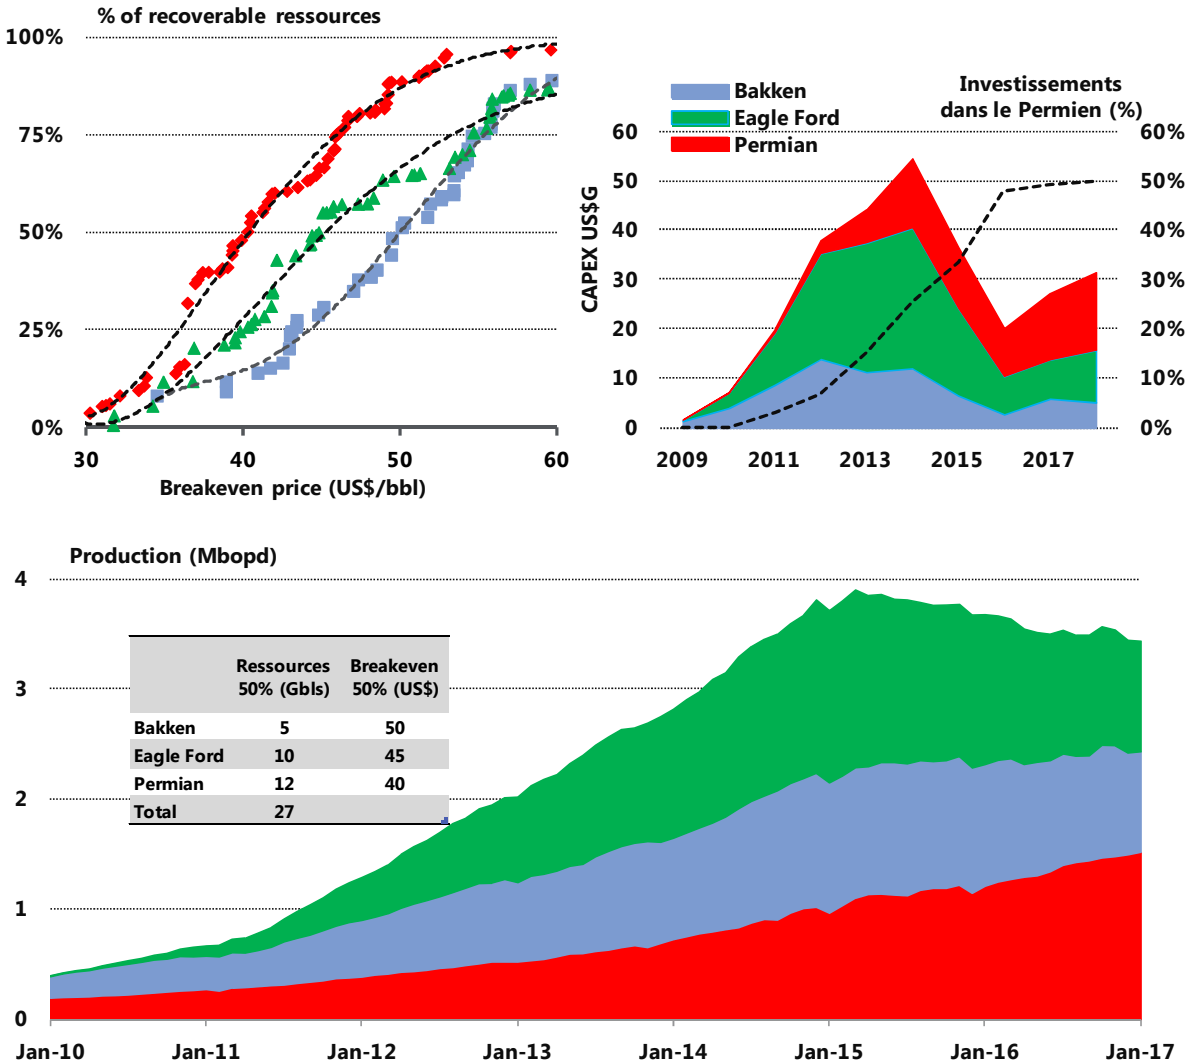 % of recoverable ressources
100%
75%
50%
25%
0%
30
40
50
60
Breakeven price (US$/bbl)
Bakken
Eagle Ford
Permian
Investissements
dans le Permien (%)
CAPEX US$G
60
50
40
30
20
10
0
60%
50%
40%
30%
20%
10%
0%
2009
2011
2013
2015
2017
Production (Mbopd)
4
3
2
1
0
Ressources Breakeven
50% (Gbls) 50% (US$)
Bakken 5 50
Eagle Ford 10 45
Permian 12 40
Total 27
Jan-10
Jan-11
Jan-12
Jan-13
Jan-14
Jan-15
Jan-16
Jan-17